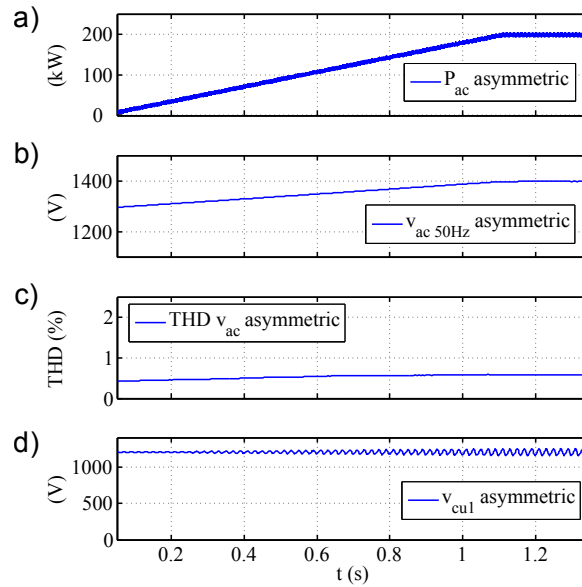 a)
200
100
0
(kW)
P_ac asymmetric
b)
1400
1200
(V)
v_ac 50Hz asymmetric
c)
2
1
0
THD (%)
THD v_ac asymmetric
d)
1000
500
0
(V)
v_cu1 asymmetric
0.2 0.4 0.6 0.8 1 1.2
t (s)